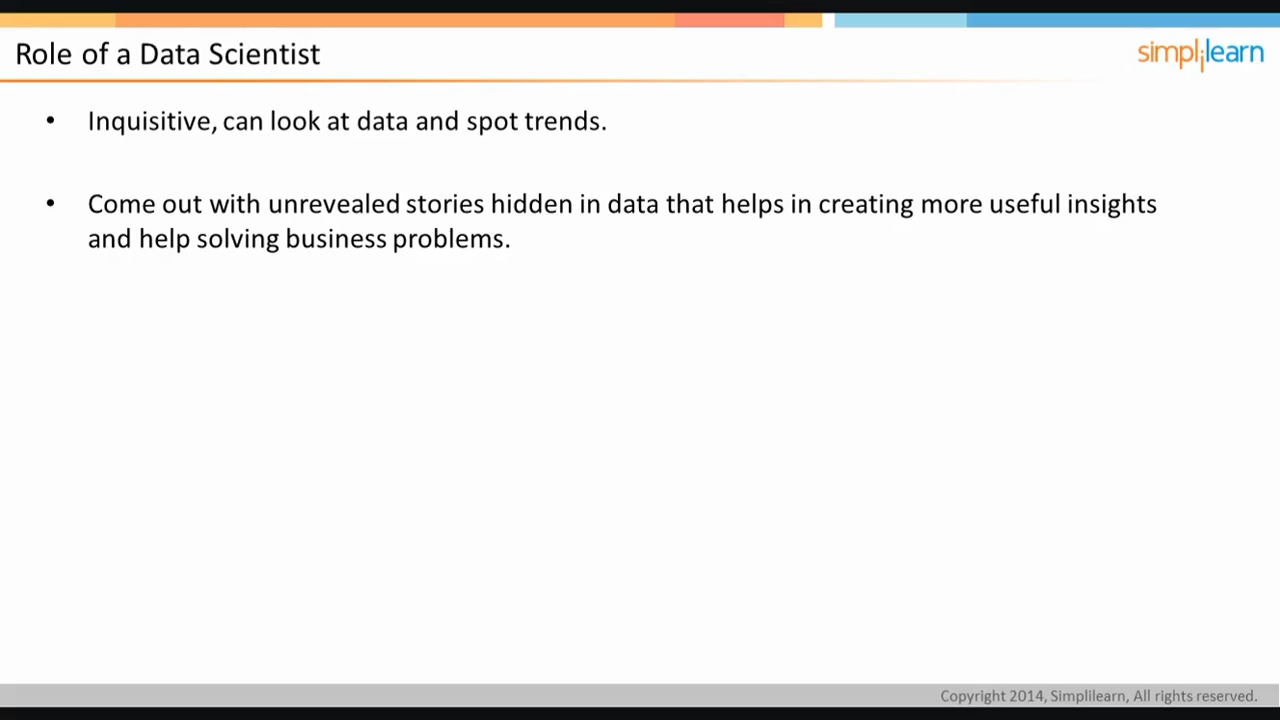 Role of a Data Scientist
simplilearn
• Inquisitive, can look at data and spot trends.
• Come out with unrevealed stories hidden in data that helps in creating more useful insights
and help solving business problems.
Copyright 2014, Simplilearn, All rights reserved.